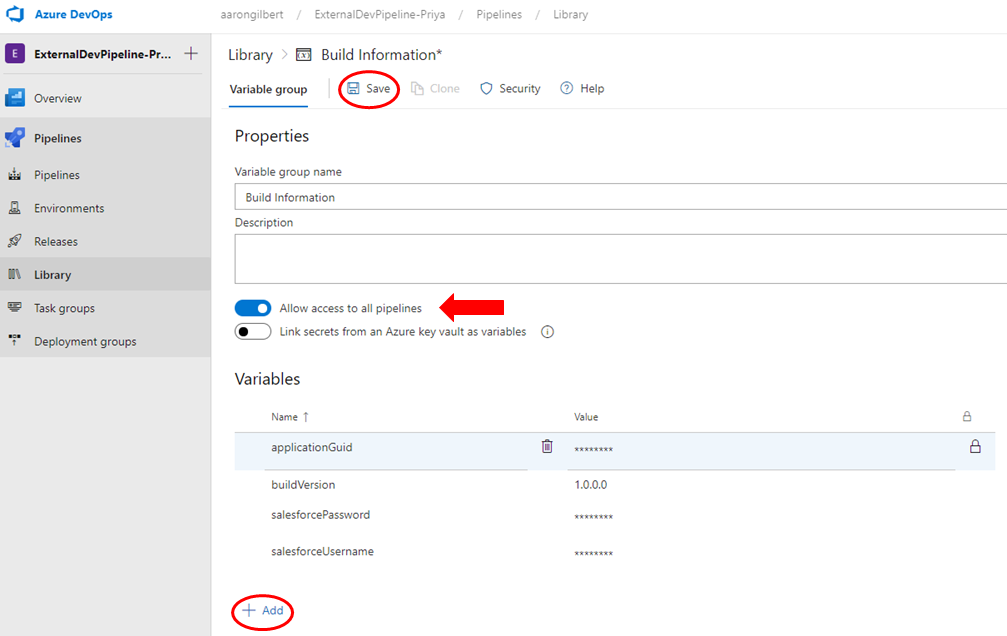 Azure DevOps
aarongilbert / ExternalDevPipeline-Priya / Pipelines / Library
E ExternalDevPipeline-Pr... +
Overview
Pipelines
Pipelines
Environments
Releases
Library
Task groups
Deployment groups
Library > Build Information*
Variable group
Save
Clone
Security
Help
Properties
Variable group name
Build Information
Description
Allow access to all pipelines
Link secrets from an Azure key vault as variables
Variables
Name ↑ Value
applicationGuid ********
buildVersion 1.0.0.0
salesforcePassword ********
salesforceUsername ********
+ Add